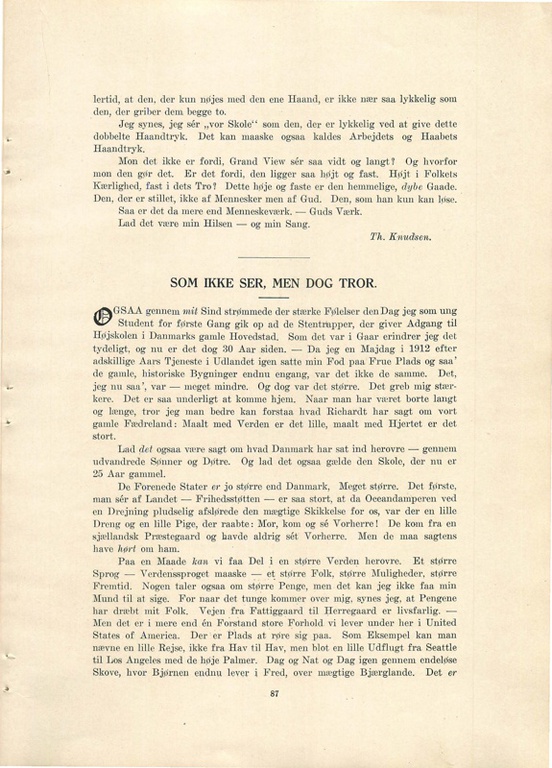 lertid, at den, der kun nøjes med den ene Haand, er ikke nær saa lykkelig som
den, der griber dem begge to.
Jeg synes, jeg sér „vor Skole“ som den, der er lykkelig ved at give dette
dobbelte Haandtryk. Det kan maaske ogsaa kaldes Arbejdets og Haabets
Haandtryk.
Mon det ikke er fordi, Grand View sér saa vidt og langt? Og hvorfor
mon den gør det. Er det fordi, den ligger saa højt og fast. Højt i Folkets
Kærlighed, fast i dets Tro? Dette høje og faste er den hemmelige, dybe Gaade.
Den, der er stillet, ikke af Mennesker men af Gud. Den, som han kun kan løse.
Saa er det da mere end Menneskeværk. — Guds Værk.
Lad det være min Hilsen — og min Sang.
Th. Knudsen.
SOM IKKE SER, MEN DOG TROR.
OGSAA gennem mit Sind strømmede der stærke Følelser den Dag jeg som ung
Student for første Gang gik op ad de Stentrapper, der giver Adgang til
Højskolen i Danmarks gamle Hovedstad. Som det var i Gaar erindrer jeg det
tydeligt, og nu er det dog 30 Aar siden. — Da jeg en Majdag i 1912 efter
adskillige Aars Tjeneste i Udlandet igen satte min Fod paa Frue Plads og saa'
de gamle, historiske Bygninger endnu engang, var det ikke de samme. Det,
jeg nu saa', var — meget mindre. Og dog var det større. Det greb mig stær-
kere. Det er saa underligt at komme hjem. Naar man har været borte langt
og længe, tror jeg man bedre kan forstaa hvad Richardt har sagt om vort
gamle Fædreland: Maalt med Verden er det lille, maalt med Hjertet er det
stort.
Lad det ogsaa være sagt om hvad Danmark har sat ind herovre — gennem
udvandrede Sønner og Døtre. Og lad det ogsaa gælde den Skole, der nu er
25 Aar gammel.
De Forenede Stater er jo større end Danmark, Meget større. Det første,
man sér af Landet — Frihedsstøtten — er saa stort, at da Oceandamperen ved
en Drejning pludselig afslørede den mægtige Skikkelse for os, var der en lille
Dreng og en lille Pige, der raabte: Mor, kom og sé Vorherre! De kom fra en
sjællandsk Præstegaard og havde aldrig sét Vorherre. Men de maa sagtens
have hørt om ham.
Paa en Maade kan vi faa Del i en større Verden herovre. Et større
Sprog — Verdenssproget maaske — et større Folk, større Muligheder, større
Fremtid. Nogen taler ogsaa om større Penge, men det kan jeg ikke faa min
Mund til at sige. For naar det tunge kommer over mig, synes jeg, at Pengene
har dræbt mit Folk. Vejen fra Fattiggaard til Herregaard er livsfarlig. —
Men det er i mere end én Forstand store Forhold vi lever under her i United
States of America. Der er Plads at røre sig paa. Som Eksempel kan man
nævne en lille Rejse, ikke fra Hav til Hav, men blot en lille Udflugt fra Seattle
til Los Angeles med de høje Palmer. Dag og Nat og Dag igen gennem endeløse
Skove, hvor Bjørnen endnu lever i Fred, over mægtige Bjærglande. Det er
87